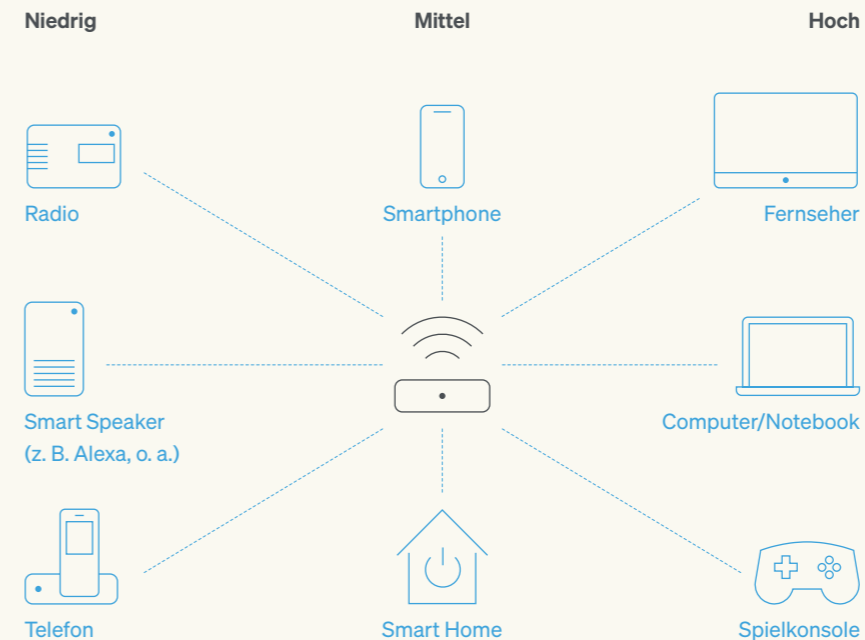 Niedrig
Mittel
Hoch
Radio
Smartphone
Fernseher
Smart Speaker
(z. B. Alexa, o. a.)
Computer/Notebook
Telefon
Smart Home
Spielkonsole